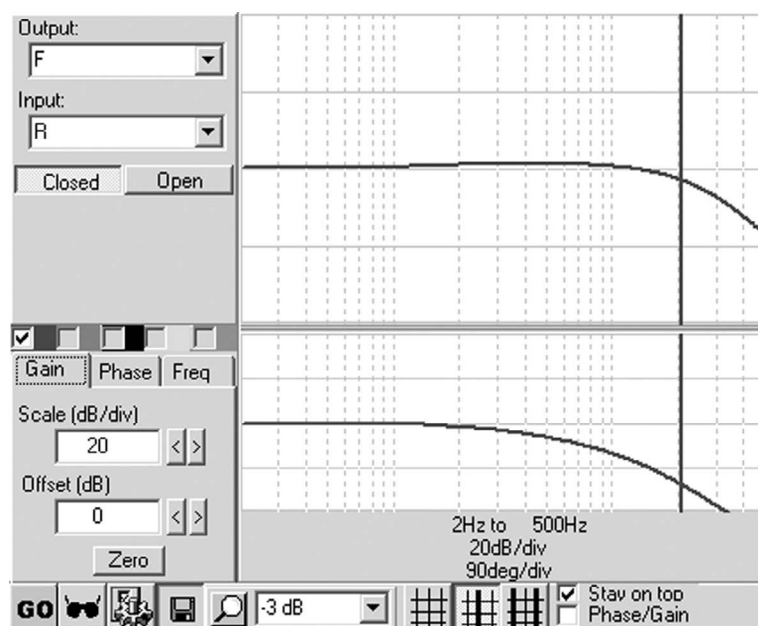 Output:
F
Input:
R
Closed Open
Gain Phase Freq
Scale (dB/div)
20 < >
Offset (dB)
0 < >
Zero
2Hz to 500Hz
20dB/div
90deg/div
GO -3 dB
Stay on top
Phase/Gain